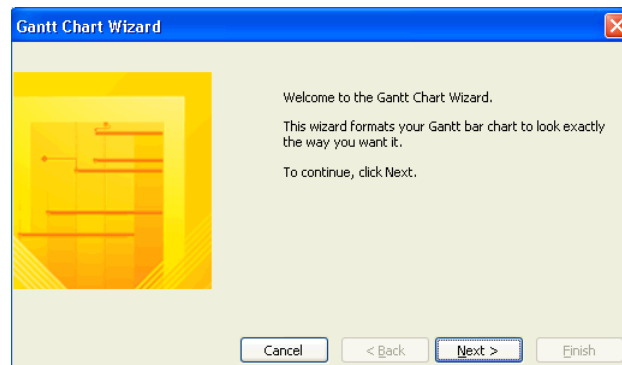 Gantt Chart Wizard
Welcome to the Gantt Chart Wizard.
This wizard formats your Gantt bar chart to look exactly
the way you want it.
To continue, click Next.
Cancel < Back Next > Finish